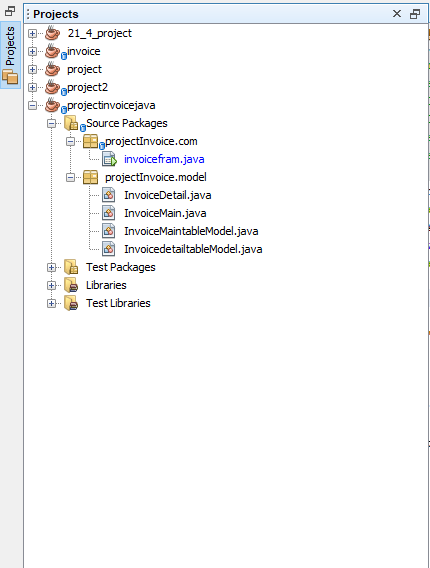 Projects
Projects
21_4_project
invoice
project
project2
projectinvoicejava
Source Packages
projectInvoice.com
invoicefram.java
projectInvoice.model
InvoiceDetail.java
InvoiceMain.java
InvoiceMaintableModel.java
InvoicedetailtableModel.java
Test Packages
Libraries
Test Libraries